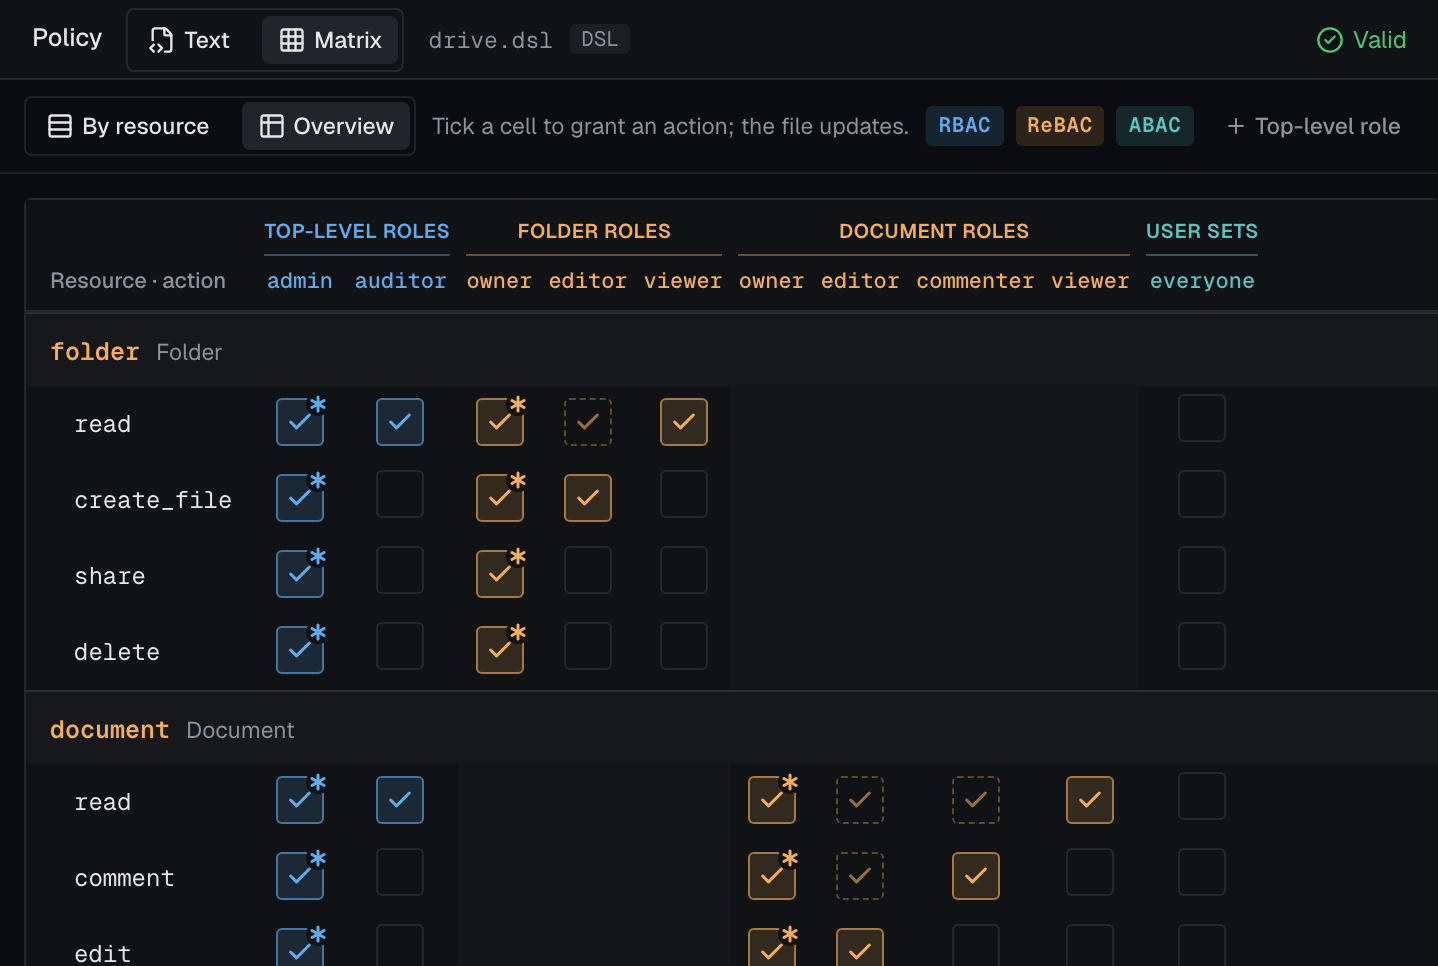 Policy Text Matrix drive.dsl DSL Valid
By resource Overview Tick a cell to grant an action; the file updates. RBAC ReBAC ABAC + Top-level role
TOP-LEVEL ROLES FOLDER ROLES DOCUMENT ROLES USER SETS
Resource · action admin auditor owner editor viewer owner editor commenter viewer everyone
folder Folder
read * *
create_file * *
share * *
delete * *
document Document
read * *
comment * *
edit * *